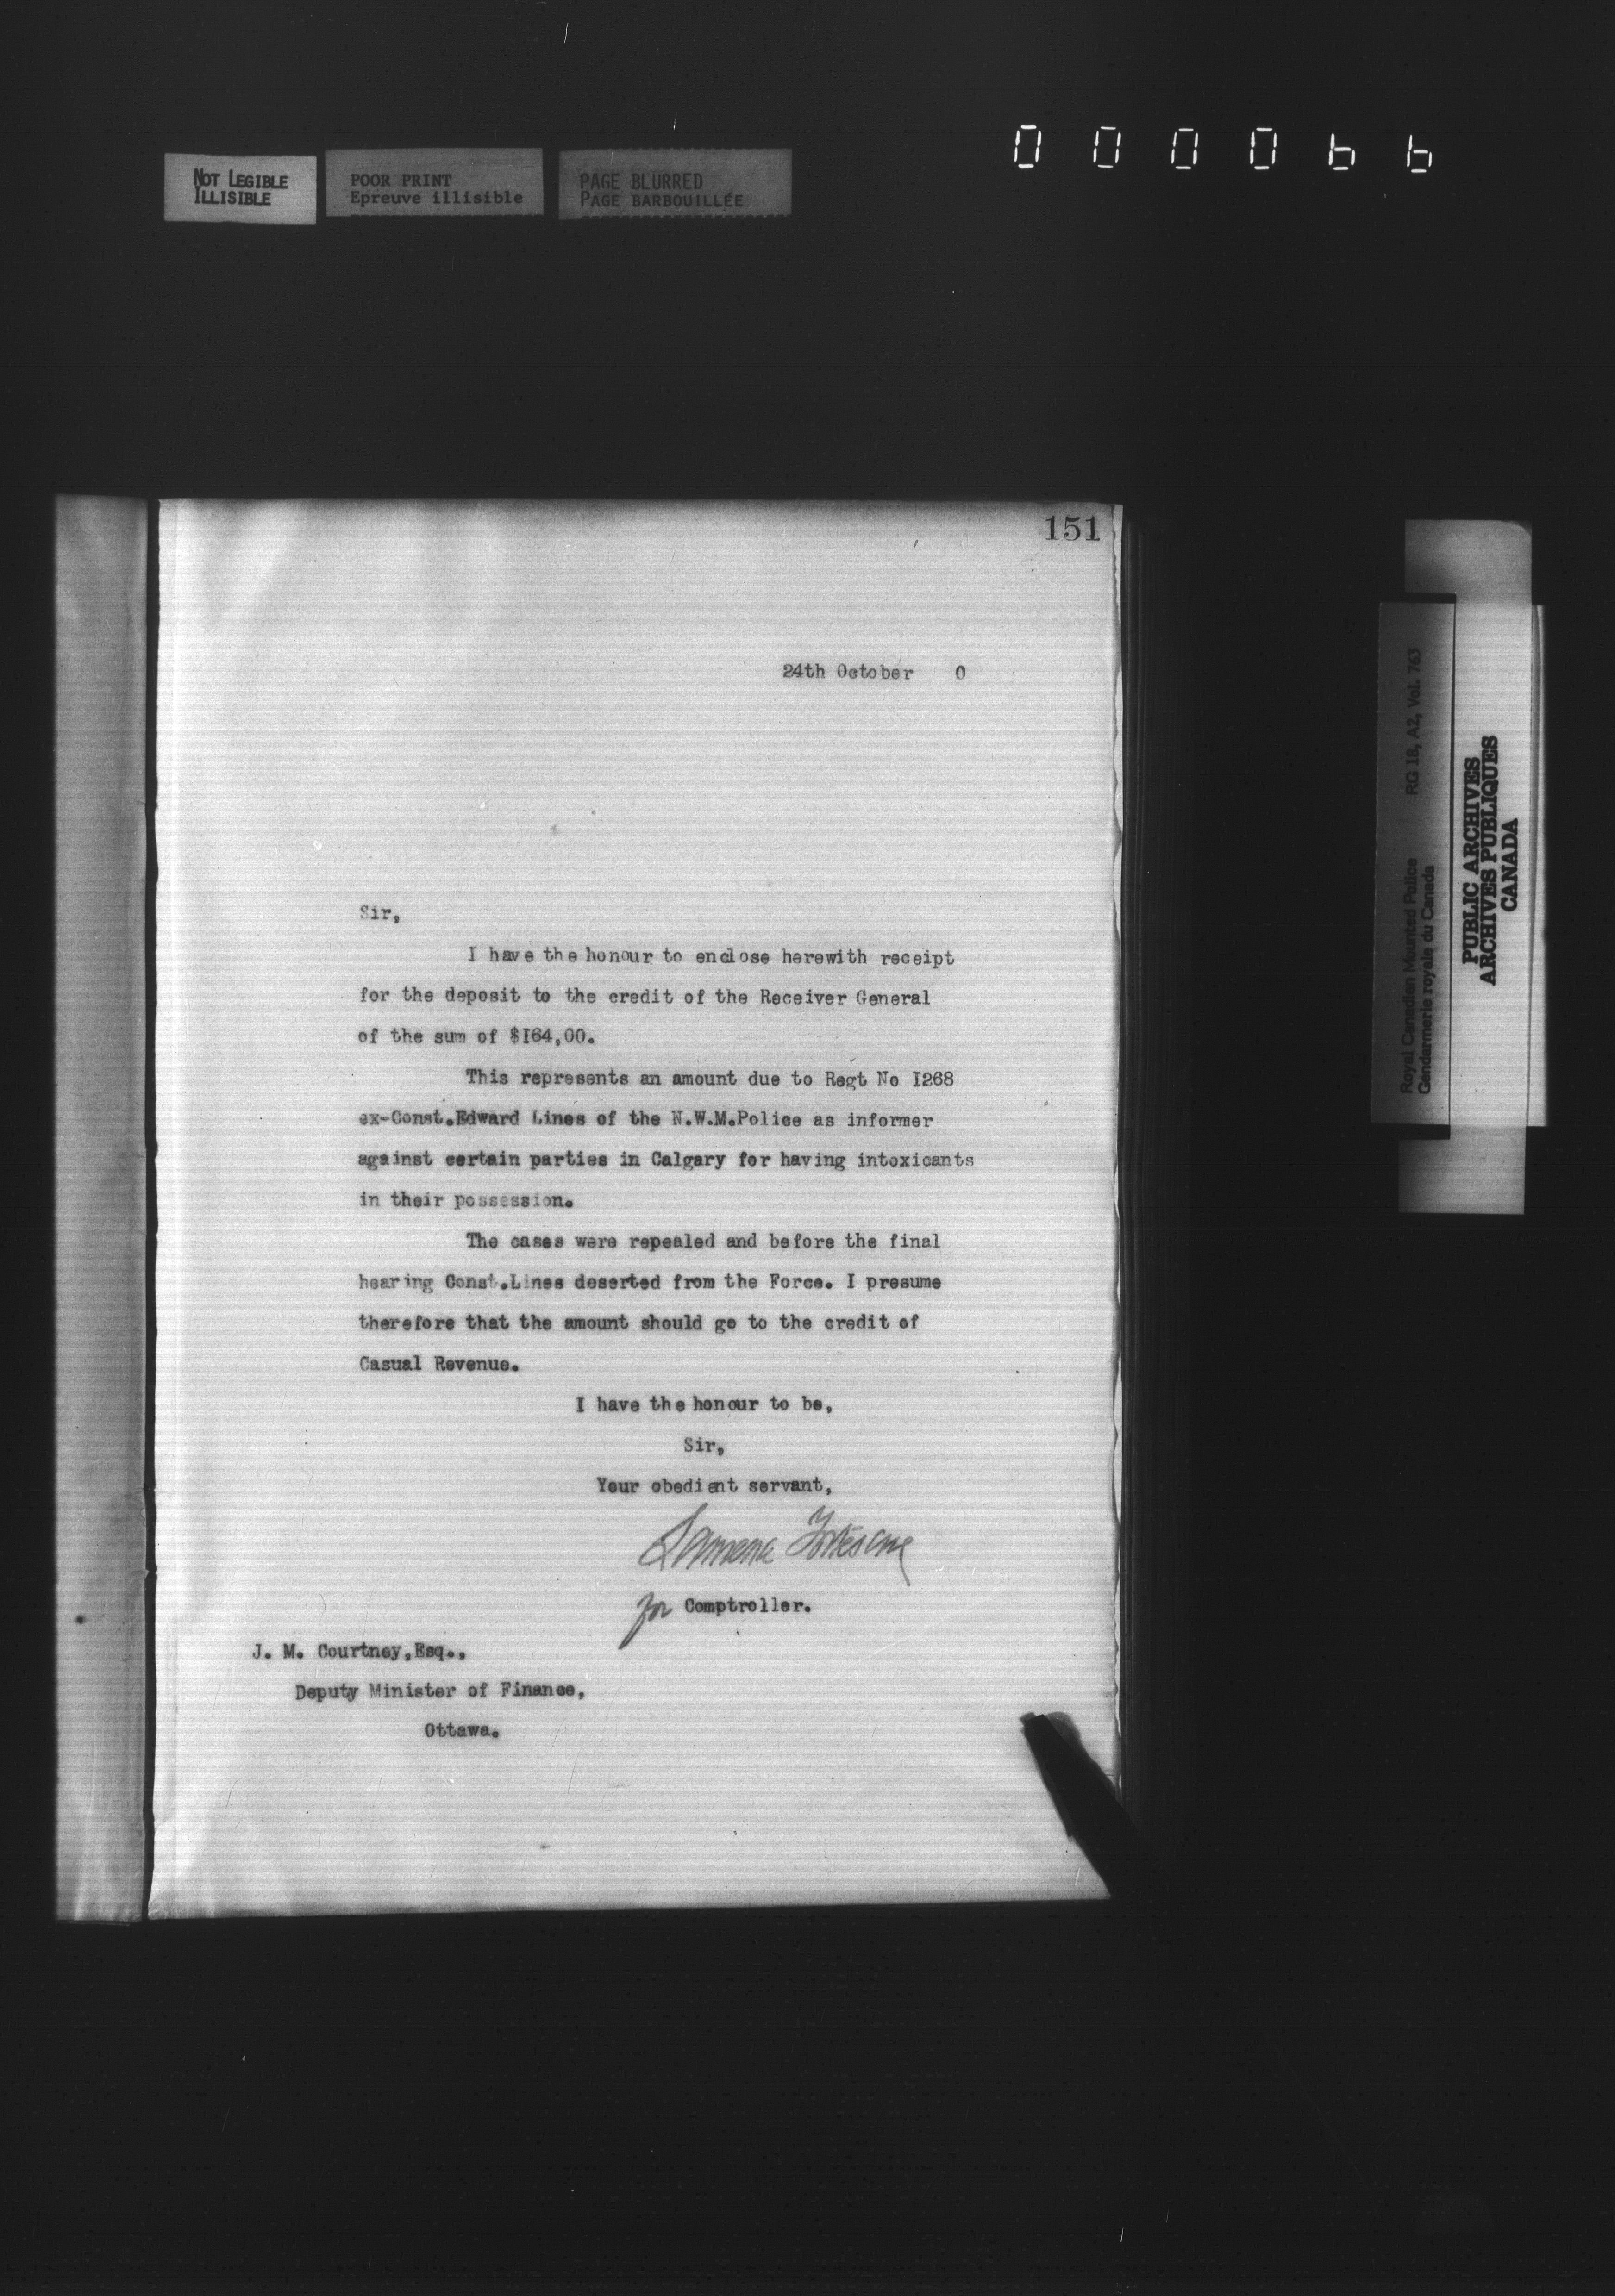 0 0 0 0 6 6
NOT LEGIBLE
ILLISIBLE
POOR PRINT
Epreuve illisible
PAGE BLURRED
PAGE BARBOUILLÉE
151
24th October 0
Sir,
I have the honour to enclose herewith receipt
for the deposit to the credit of the Receiver General
of the sum of $I64,00.
This represents an amount due to Regt No I268
ex-Const.Edward Lines of the N.W.M.Police as informer
against certain parties in Calgary for having intoxicants
in their possession.
The cases were repealed and before the final
hearing Const.Lines deserted from the Force. I presume
therefore that the amount should go to the credit of
Casual Revenue.
I have the honour to be,
Sir,
Your obedient servant,
Lawrence Fortescue
for Comptroller.
J. M. Courtney,Esq.,
Deputy Minister of Finance,
Ottawa.
Royal Canadian Mounted Police RG 18, A2, Vol. 763
Gendarmerie royale du Canada
PUBLIC ARCHIVES
ARCHIVES PUBLIQUES
CANADA